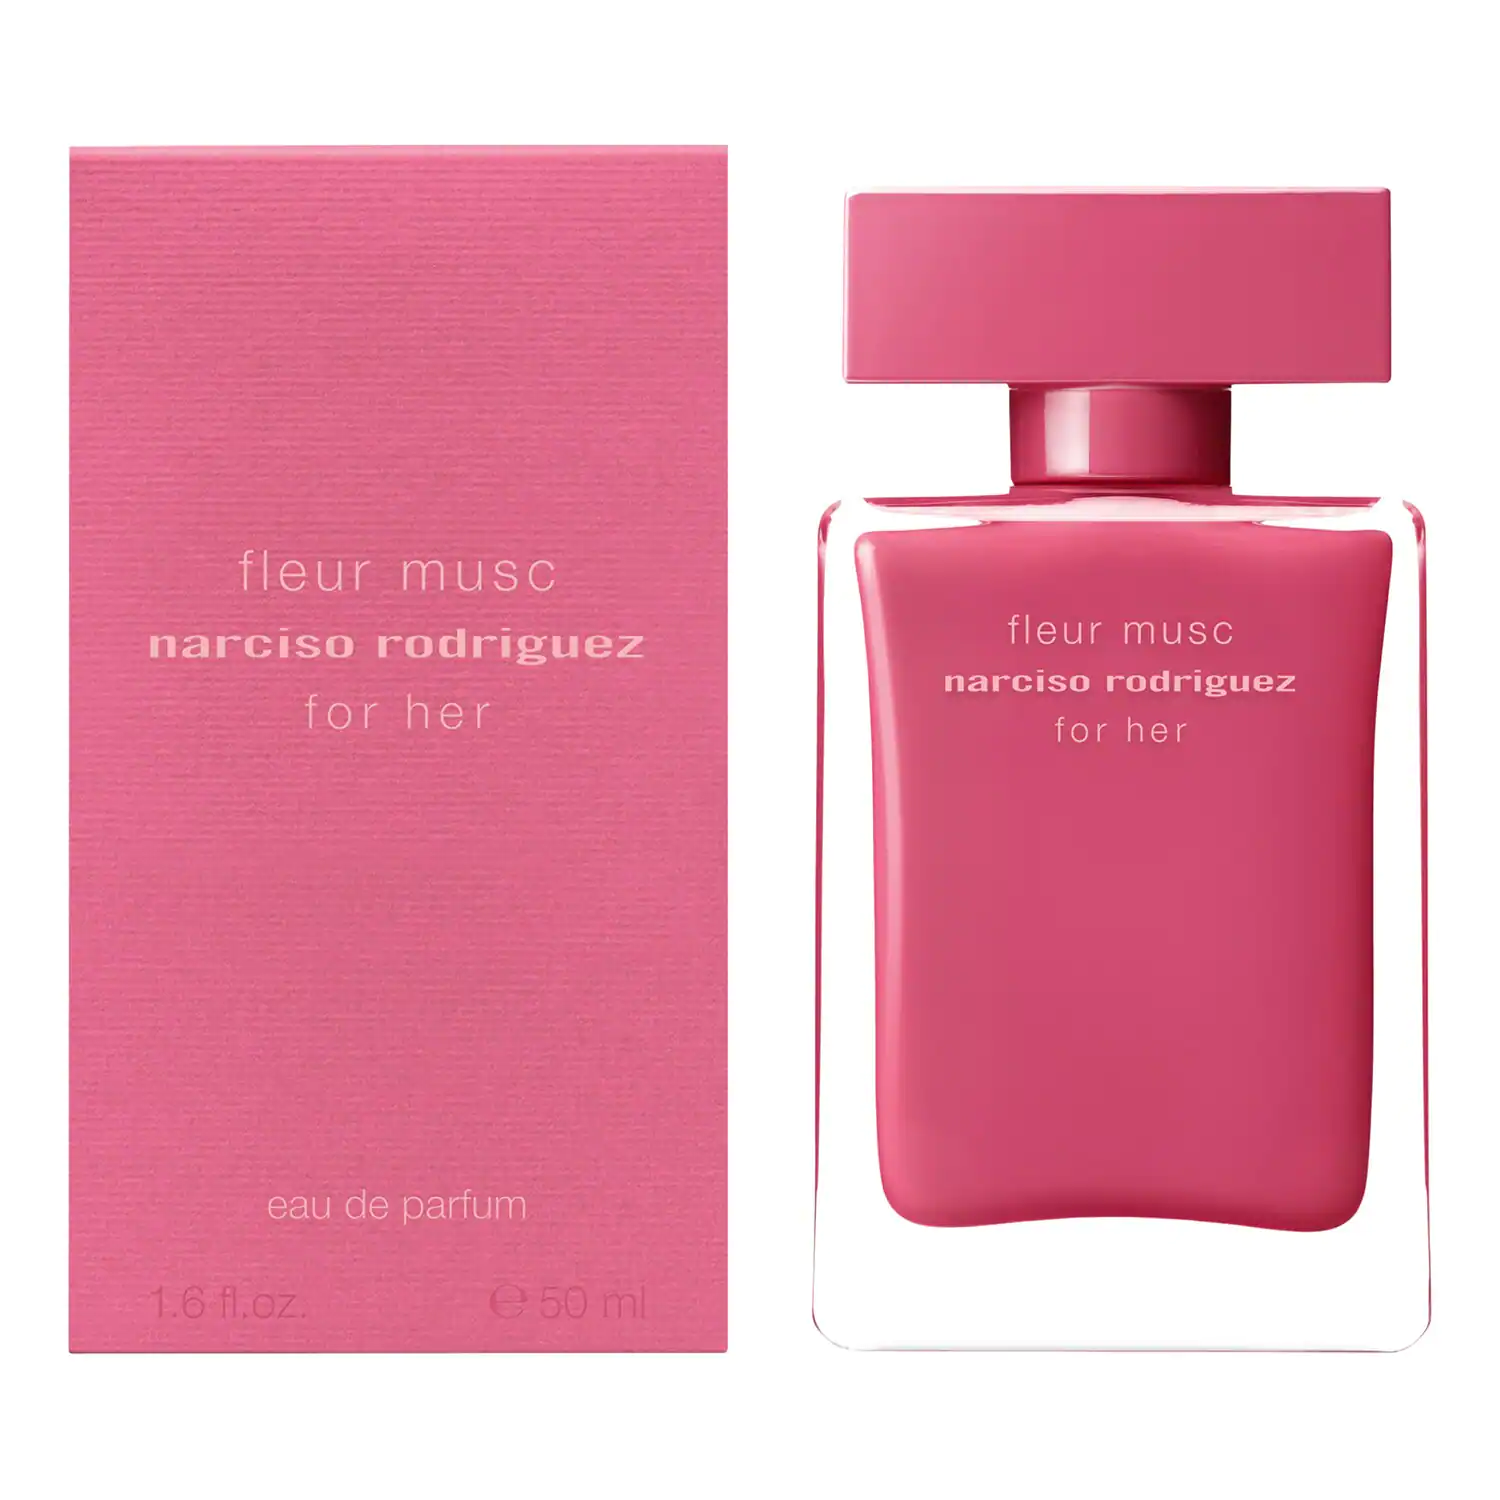 fleur musc
narciso rodriguez
for her
eau de parfum
1.6 fl.oz. ℮ 50 ml
fleur musc
narciso rodriguez
for her